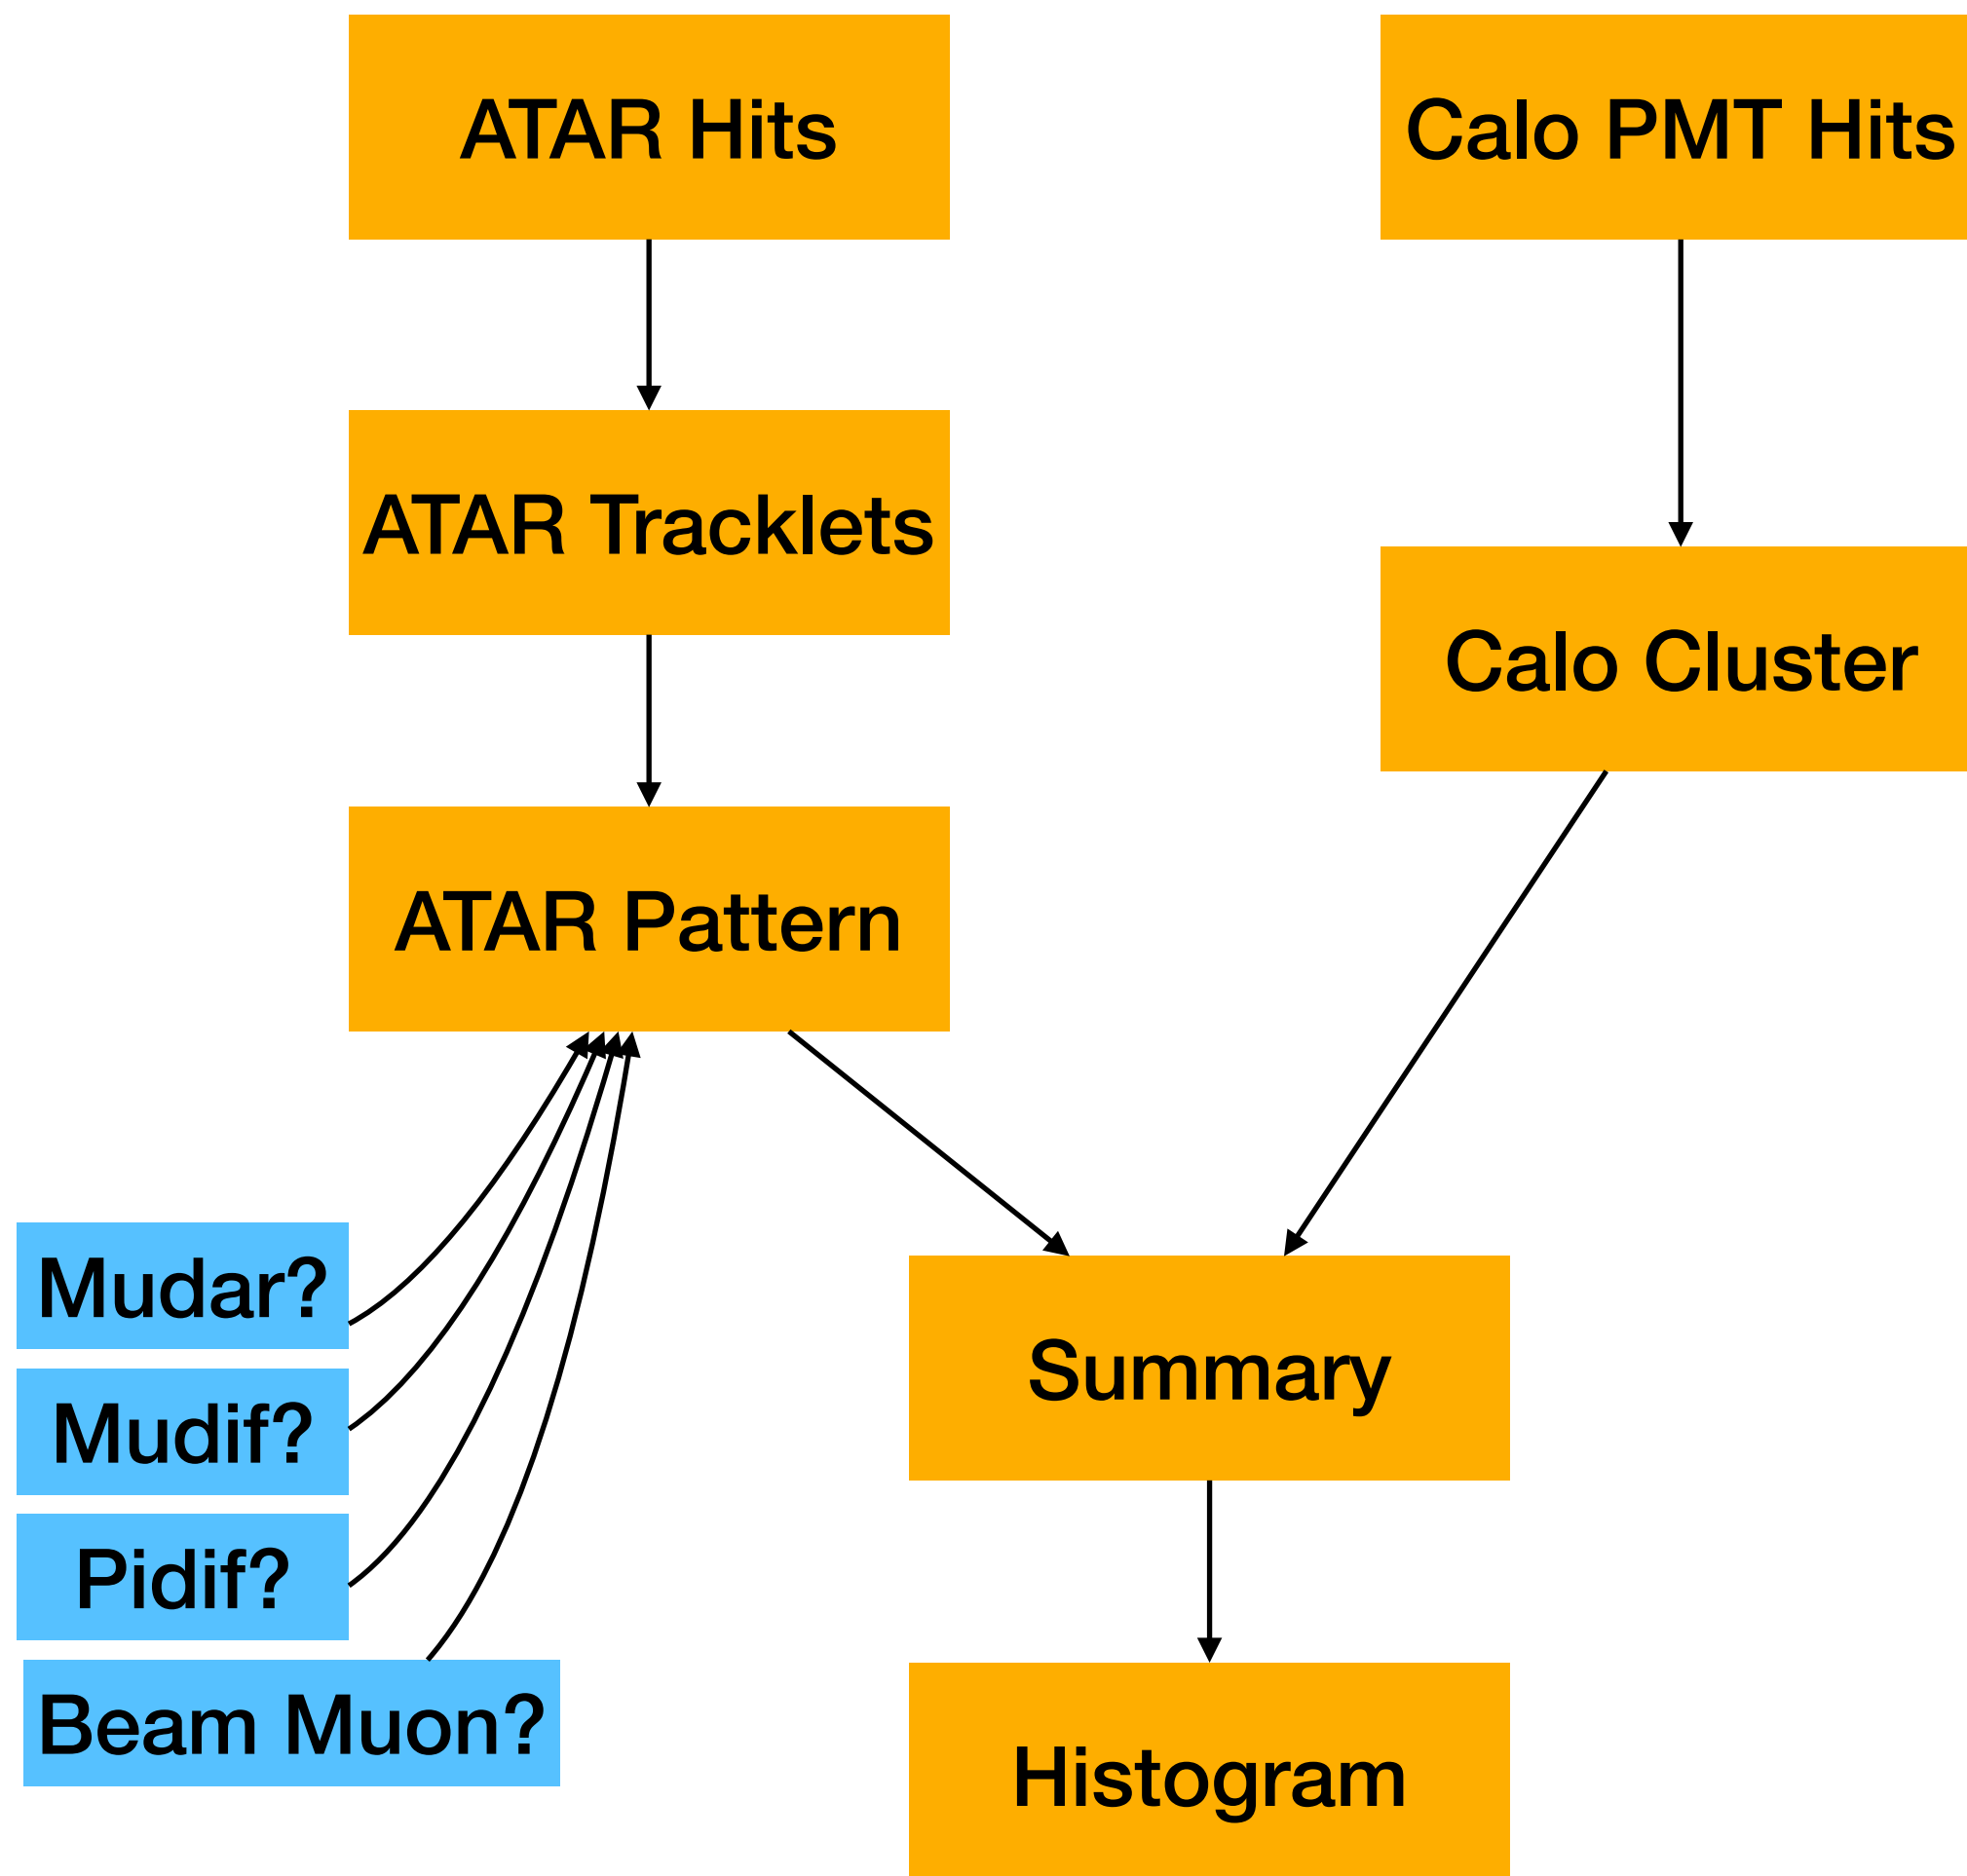 ATAR Hits
Calo PMT Hits
ATAR Tracklets
Calo Cluster
ATAR Pattern
Mudar?
Mudif?
Pidif?
Beam Muon?
Summary
Histogram